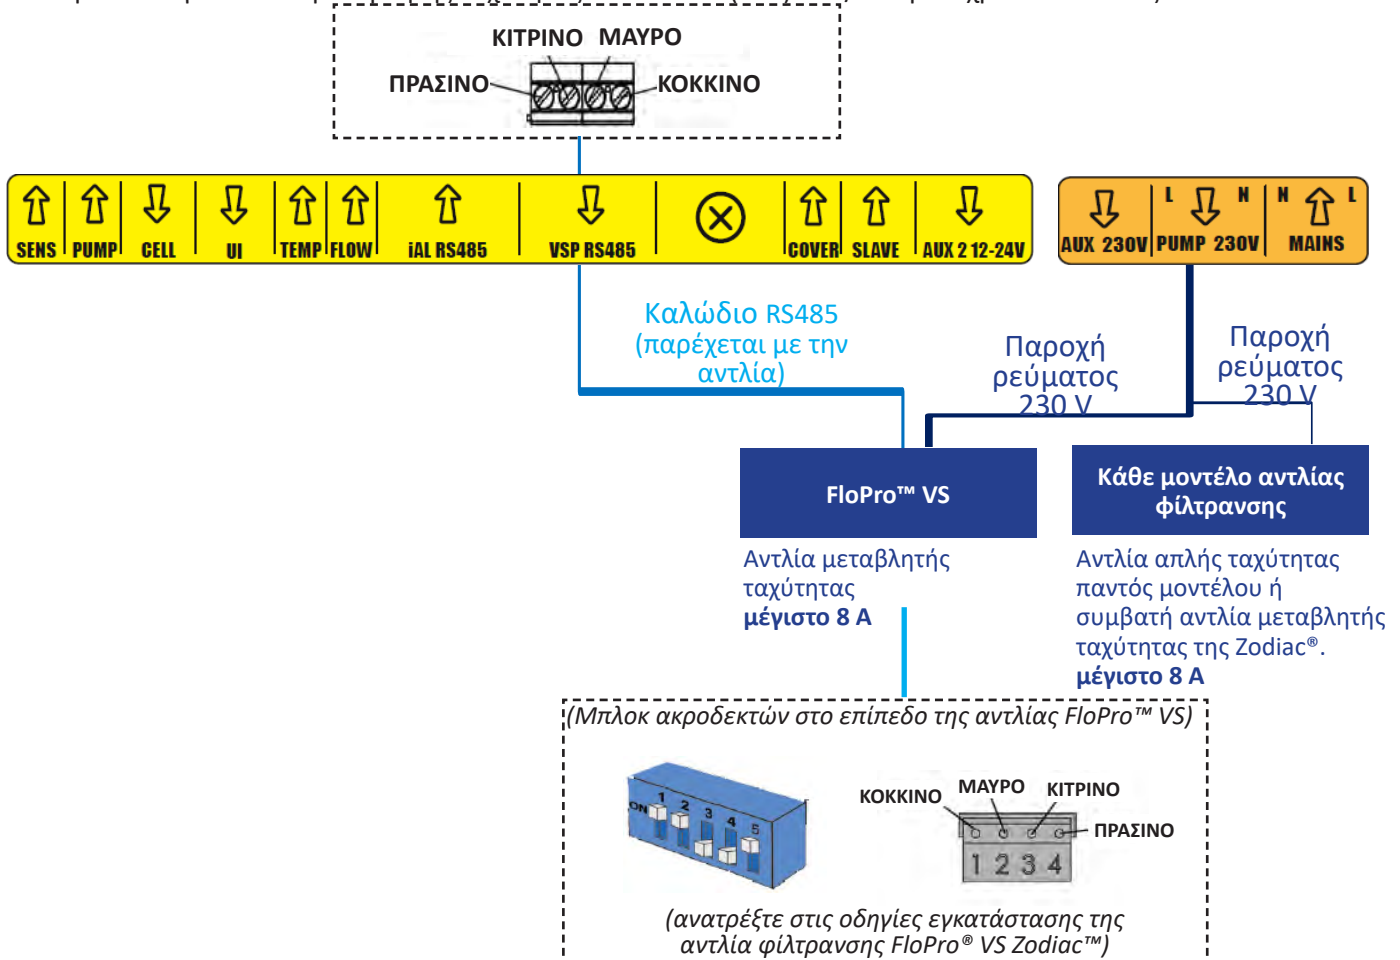 ΚΙΤΡΙΝΟ ΜΑΥΡΟ
ΠΡΑΣΙΝΟ ΚΟΚΚΙΝΟ
SENS PUMP CELL UI TEMP FLOW iAL RS485 VSP RS485 COVER SLAVE AUX 2 12-24V
L N N L
AUX 230V PUMP 230V MAINS
Καλώδιο RS485
(παρέχεται με την
αντλία)
Παροχή
ρεύματος
230 V
Παροχή
ρεύματος
230 V
FloPro™ VS
Κάθε μοντέλο αντλίας
φίλτρανσης
Αντλία μεταβλητής
ταχύτητας
μέγιστο 8 A
Αντλία απλής ταχύτητας
παντός μοντέλου ή
συμβατή αντλία μεταβλητής
ταχύτητας της Zodiac®.
μέγιστο 8 A
(Μπλοκ ακροδεκτών στο επίπεδο της αντλίας FloPro™ VS)
ON 1 2 3 4 5
ΚΟΚΚΙΝΟ ΜΑΥΡΟ ΚΙΤΡΙΝΟ
ΠΡΑΣΙΝΟ
1 2 3 4
(ανατρέξτε στις οδηγίες εγκατάστασης της
αντλία φίλτρανσης FloPro® VS Zodiac™)